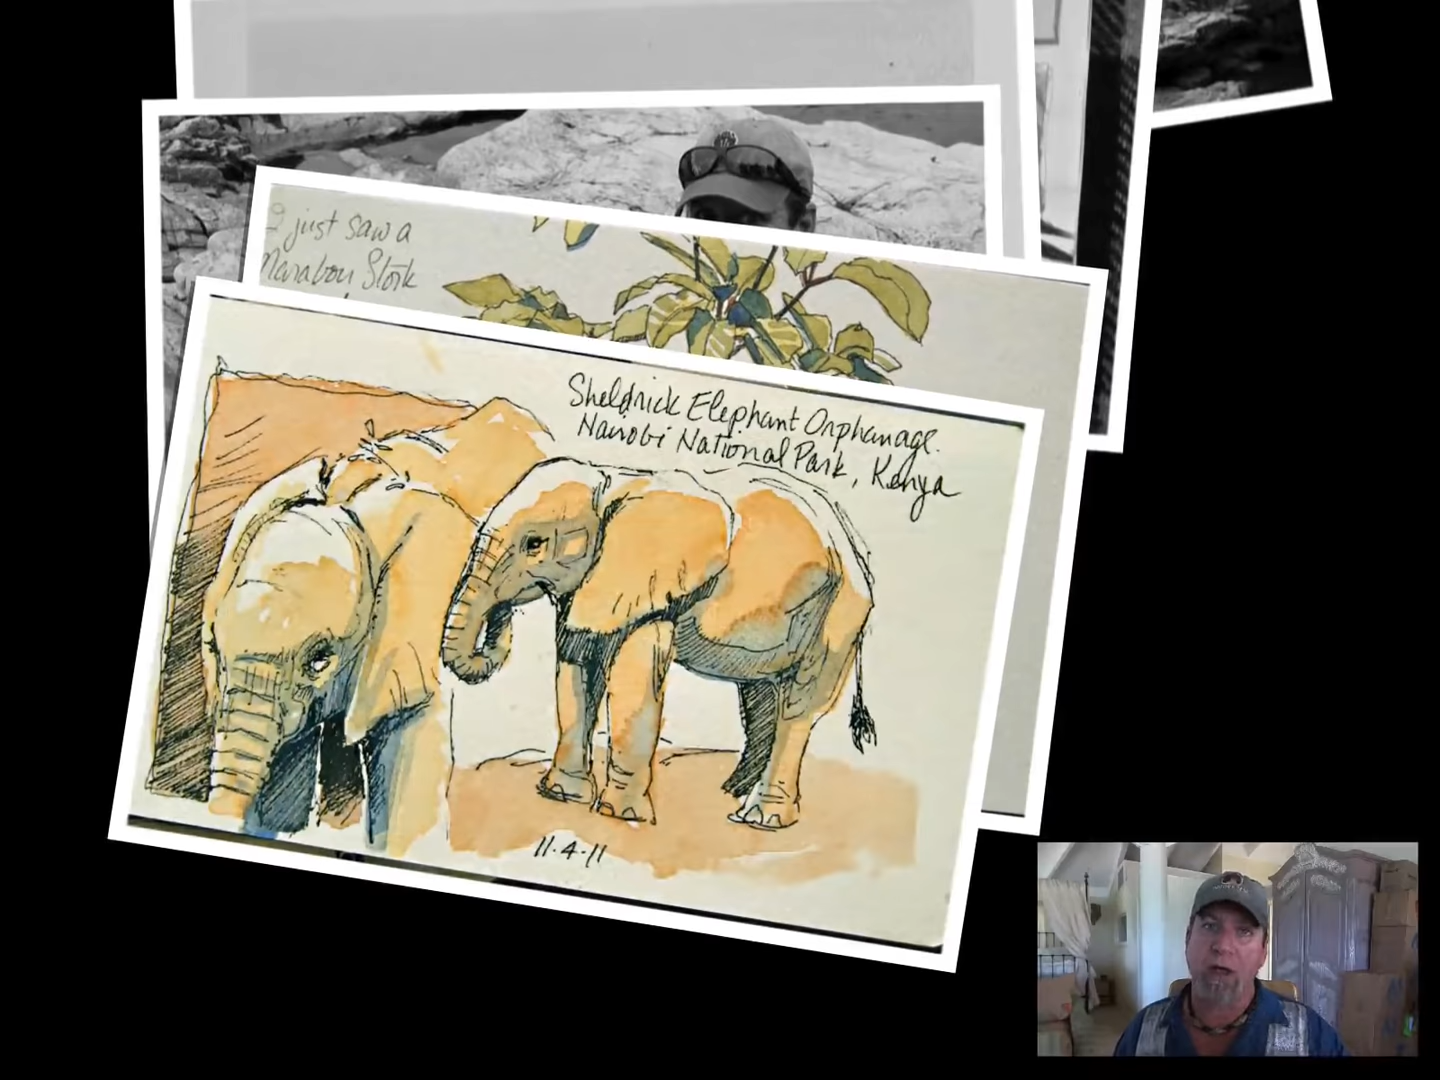 I just saw a
Marabou Stork
Sheldrick Elephant Orphanage.
Nairobi National Park, Kenya
11.4.11